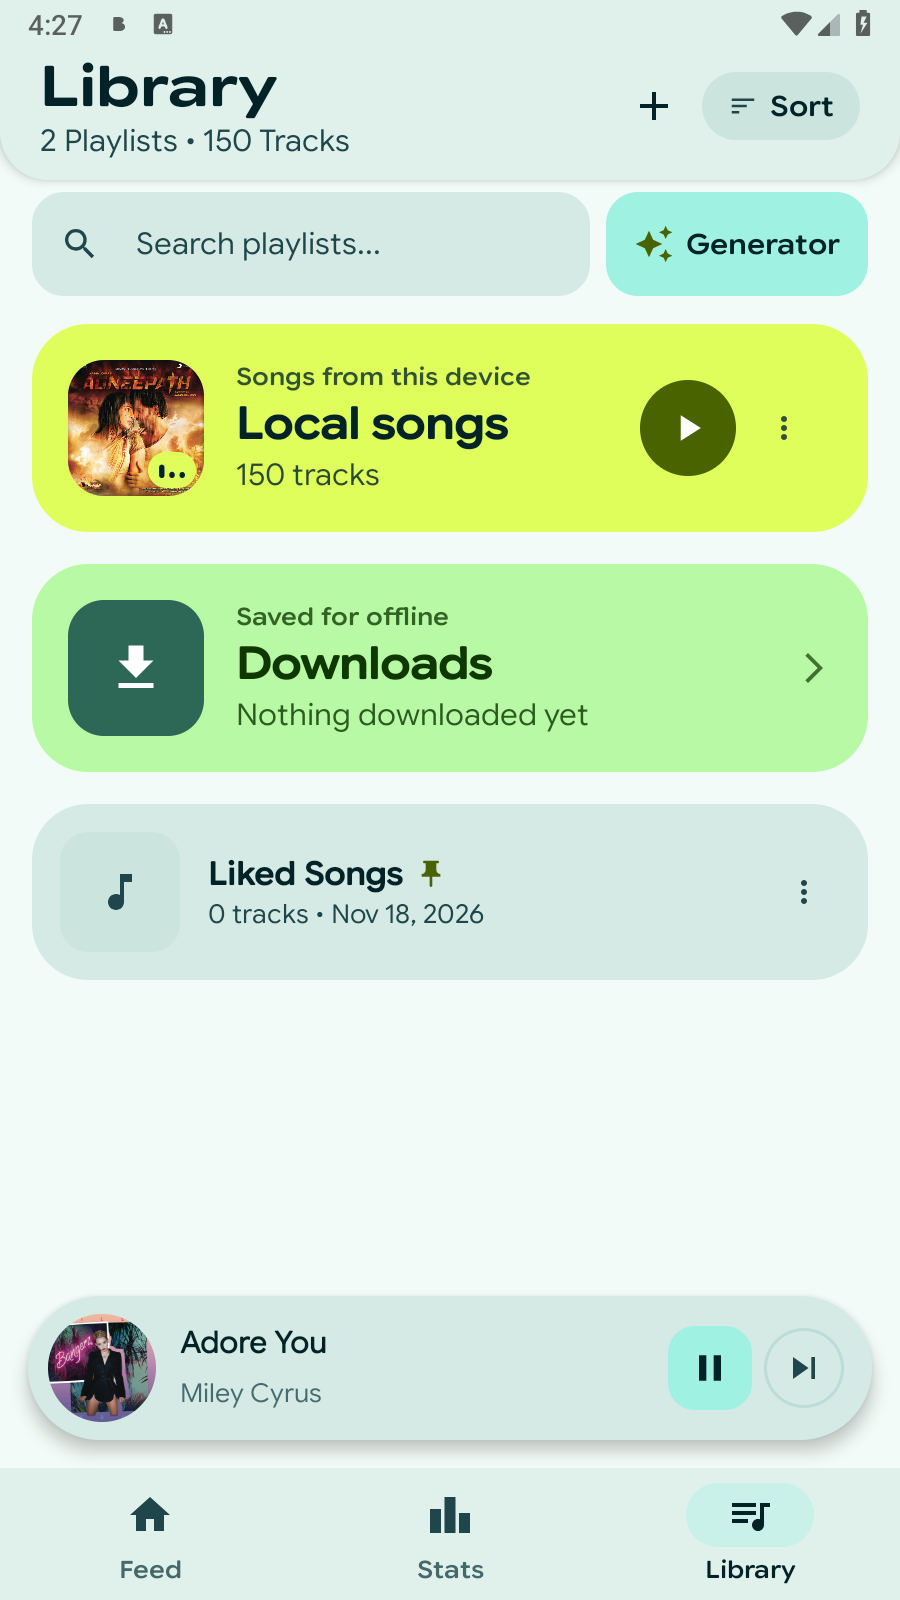 4:27
Library
2 Playlists • 150 Tracks
Sort
Search playlists...
Generator
AGNEEPATH
Songs from this device
Local songs
150 tracks
Saved for offline
Downloads
Nothing downloaded yet
Liked Songs
0 tracks • Nov 18, 2026
Bangerz
Adore You
Miley Cyrus
Feed
Stats
Library